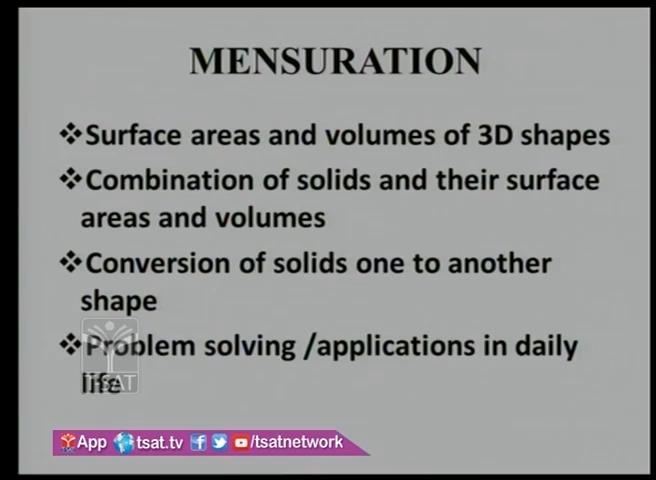 MENSURATION
❖Surface areas and volumes of 3D shapes
❖Combination of solids and their surface
areas and volumes
❖Conversion of solids one to another
shape
❖Problem solving /applications in daily
life
TSAT
App tsat.tv /tsatnetwork